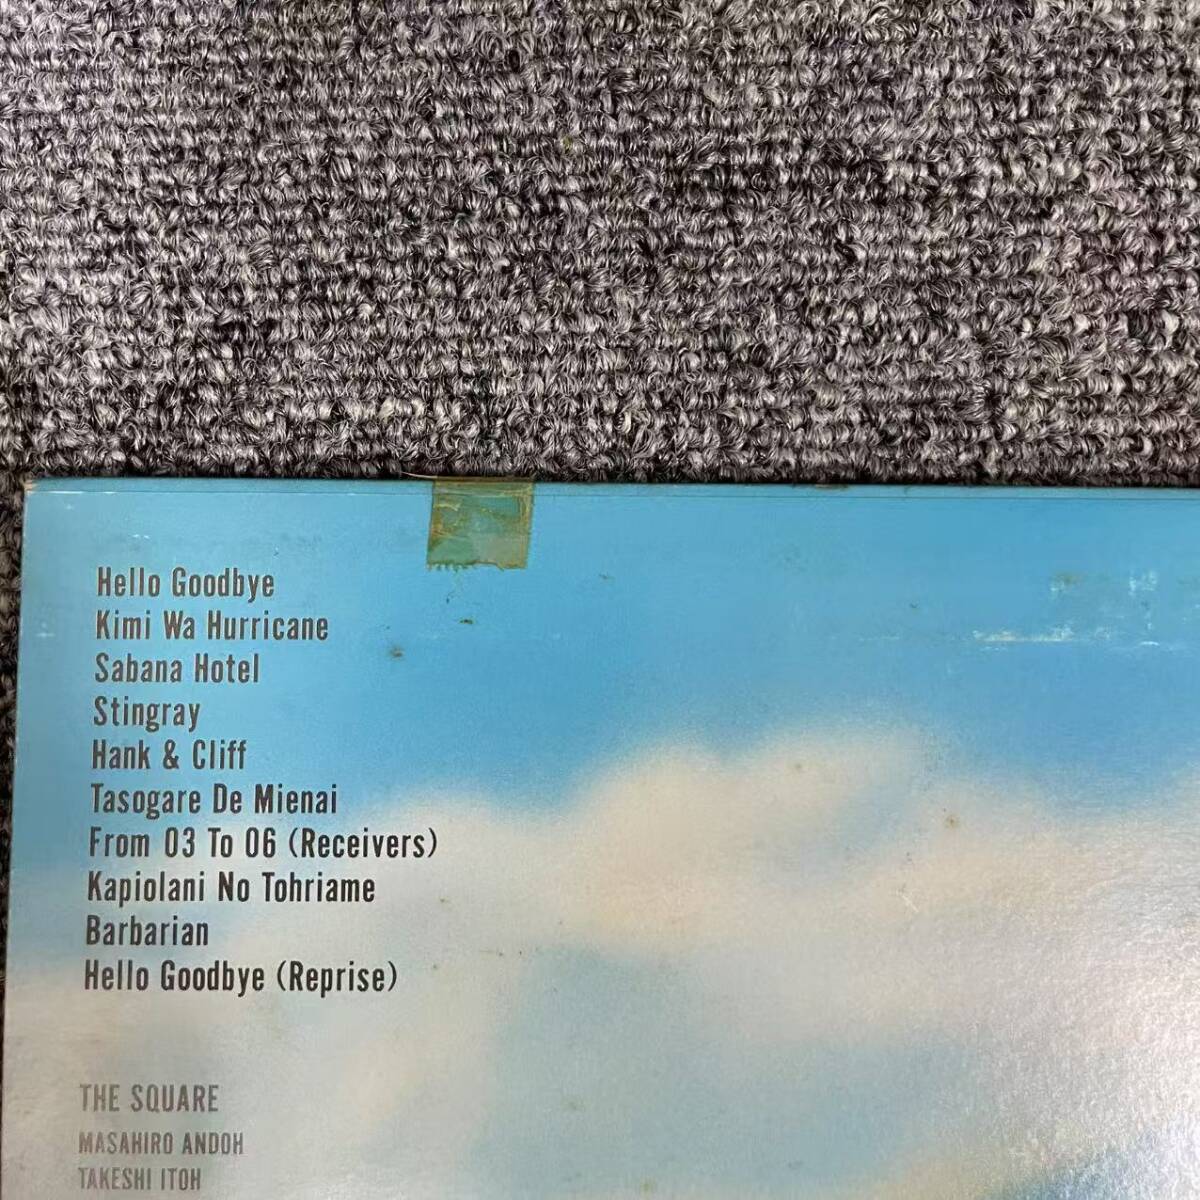 Hello Goodbye
Kimi Wa Hurricane
Sabana Hotel
Stingray
Hank & Cliff
Tasogare De Mienai
From 03 To 06 (Receivers)
Kapiolani No Tohriame
Barbarian
Hello Goodbye (Reprise)
THE SQUARE
MASAHIRO ANDOH
TAKESHI ITOH